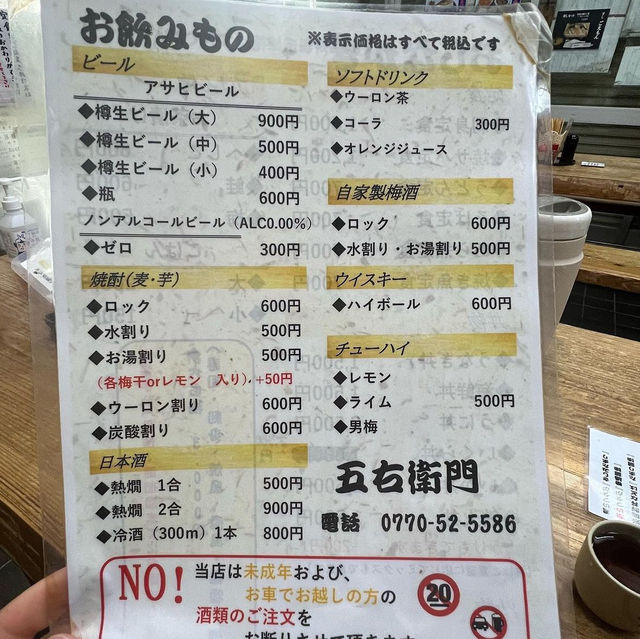 お飲みもの
※表示価格はすべて税込です
ビール
アサヒビール
◆樽生ビール（大） 900円
◆樽生ビール（中） 500円
◆樽生ビール（小） 400円
◆瓶 600円
ノンアルコールビール（ALC0.00%）
◆ゼロ 300円
焼酎（麦・芋）
◆ロック 600円
◆水割り 500円
◆お湯割り 500円
（各梅干orレモン 入り）+50円
◆ウーロン割り 600円
◆炭酸割り 600円
日本酒
◆熱燗 1合 500円
◆熱燗 2合 900円
◆冷酒（300m）1本 800円
ソフトドリンク
◆ウーロン茶
◆コーラ 300円
◆オレンジジュース
自家製梅酒
◆ロック 600円
◆水割り・お湯割り 500円
ウイスキー
◆ハイボール 600円
チューハイ
◆レモン
◆ライム 500円
◆男梅
五右衛門
電話 0770-52-5586
NO！
当店は未成年および、
お車でお越しの方の
酒類のご注文を
お断りさせて頂きます
20